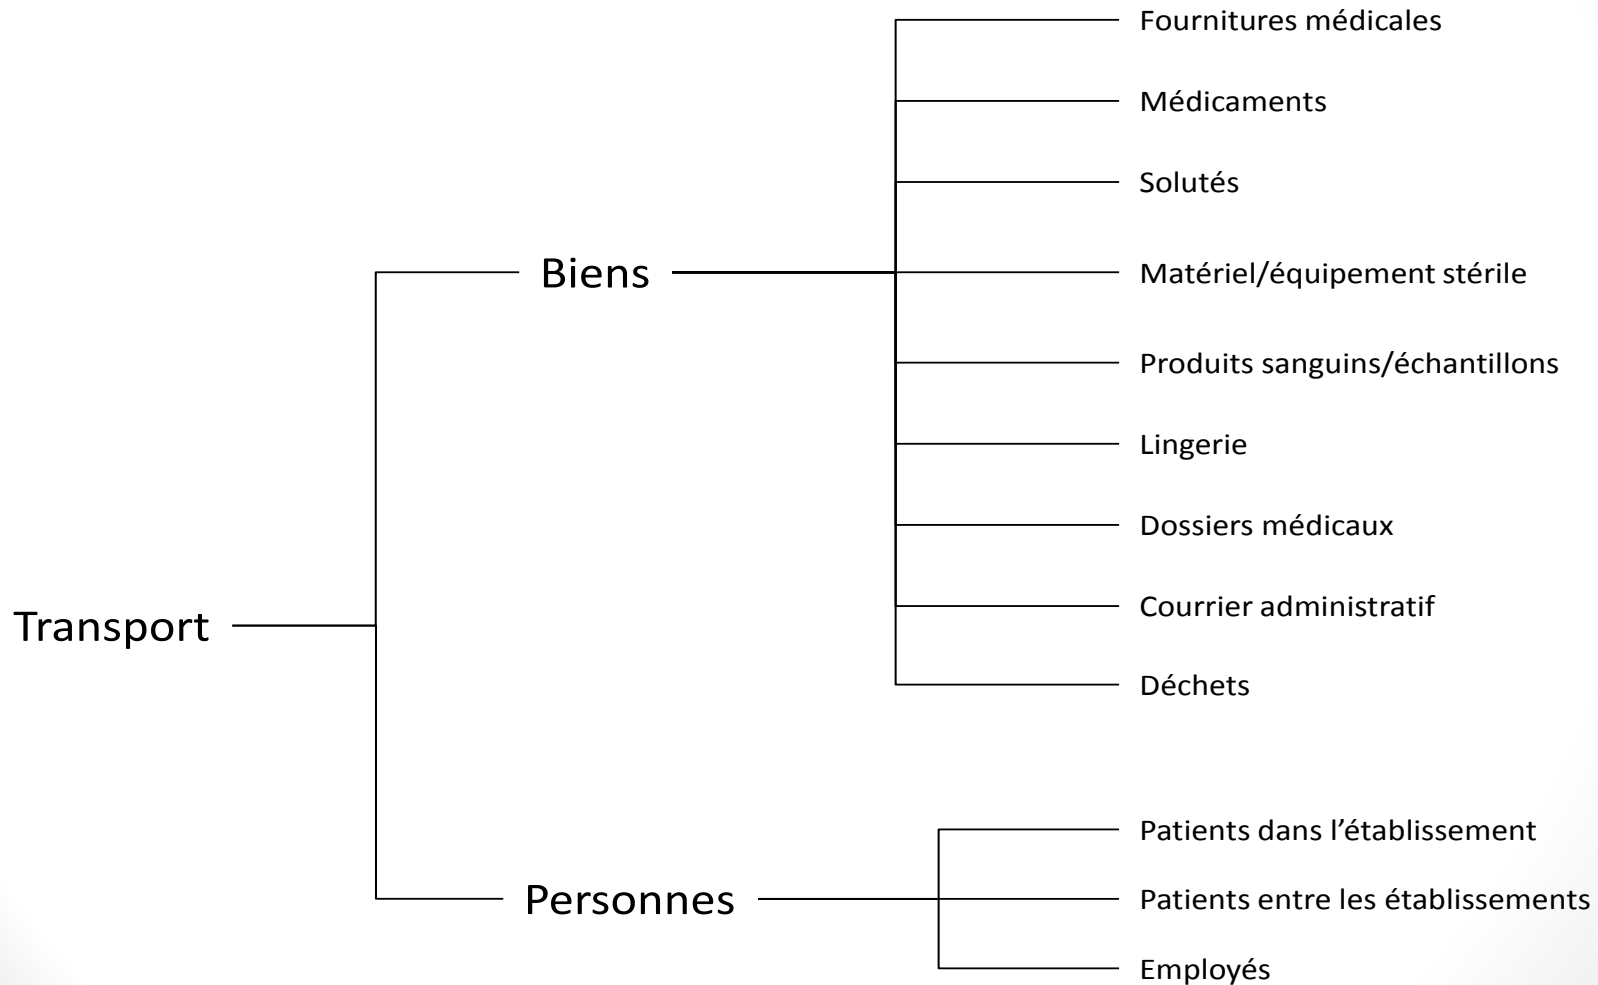 Transport
Biens
Fournitures médicales
Médicaments
Solutés
Matériel/équipement stérile
Produits sanguins/échantillons
Lingerie
Dossiers médicaux
Courrier administratif
Déchets
Personnes
Patients dans l’établissement
Patients entre les établissements
Employés